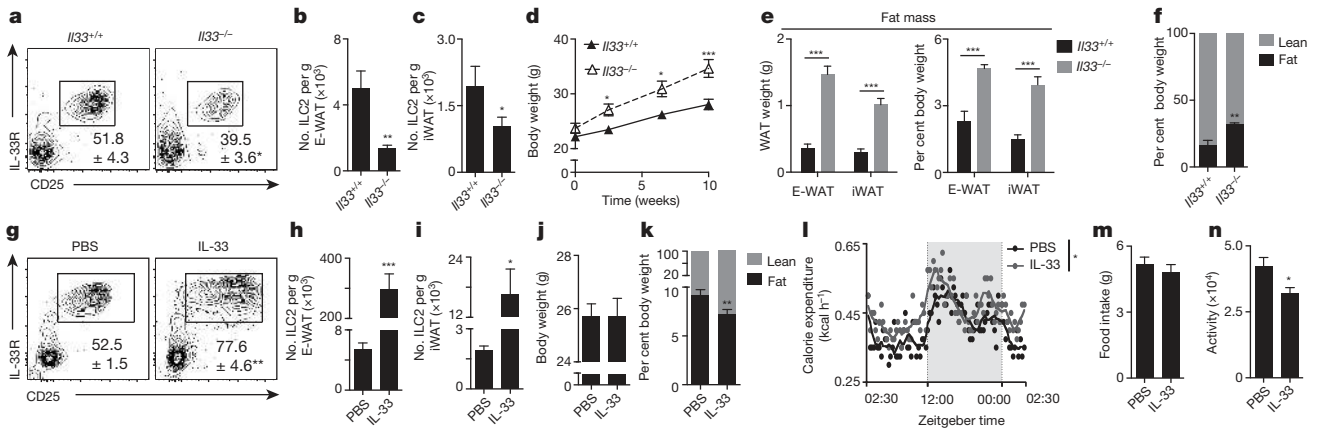 a
Il33+/+
Il33–/–
IL-33R
51.8
± 4.3
39.5
± 3.6*
CD25
b
No. ILC2 per g
E-WAT (×10³)
8
4
0
**
Il33+/+
Il33–/–
c
No. ILC2 per g
iWAT (×10³)
3.0
1.5
0
*
Il33+/+
Il33–/–
d
Body weight (g)
40
30
20
0
Il33+/+
Il33–/–
*
*
***
0
5
10
Time (weeks)
e
Fat mass
WAT weight (g)
2
1
0
***
***
E-WAT
iWAT
Per cent body weight
6
3
0
***
***
E-WAT
iWAT
Il33+/+
Il33–/–
f
Per cent body weight
100
50
0
**
Il33+/+
Il33–/–
Lean
Fat
g
PBS
IL-33
IL-33R
52.5
± 1.5
77.6
± 4.6**
CD25
h
No. ILC2 per g
E-WAT (×10³)
400
200
8
0
***
PBS
IL-33
i
No. ILC2 per g
iWAT (×10³)
24
12
3
0
*
PBS
IL-33
j
Body weight (g)
28
26
24
0
PBS
IL-33
k
Per cent body weight
100
20
10
5
0
**
PBS
IL-33
Lean
Fat
l
Calorie expenditure
(kcal h⁻¹)
0.65
0.45
0.25
PBS
IL-33
*
02:30
12:00
00:00
02:30
Zeitgeber time
m
Food intake (g)
6
3
0
PBS
IL-33
n
Activity (×10⁴)
5.0
2.5
0
*
PBS
IL-33